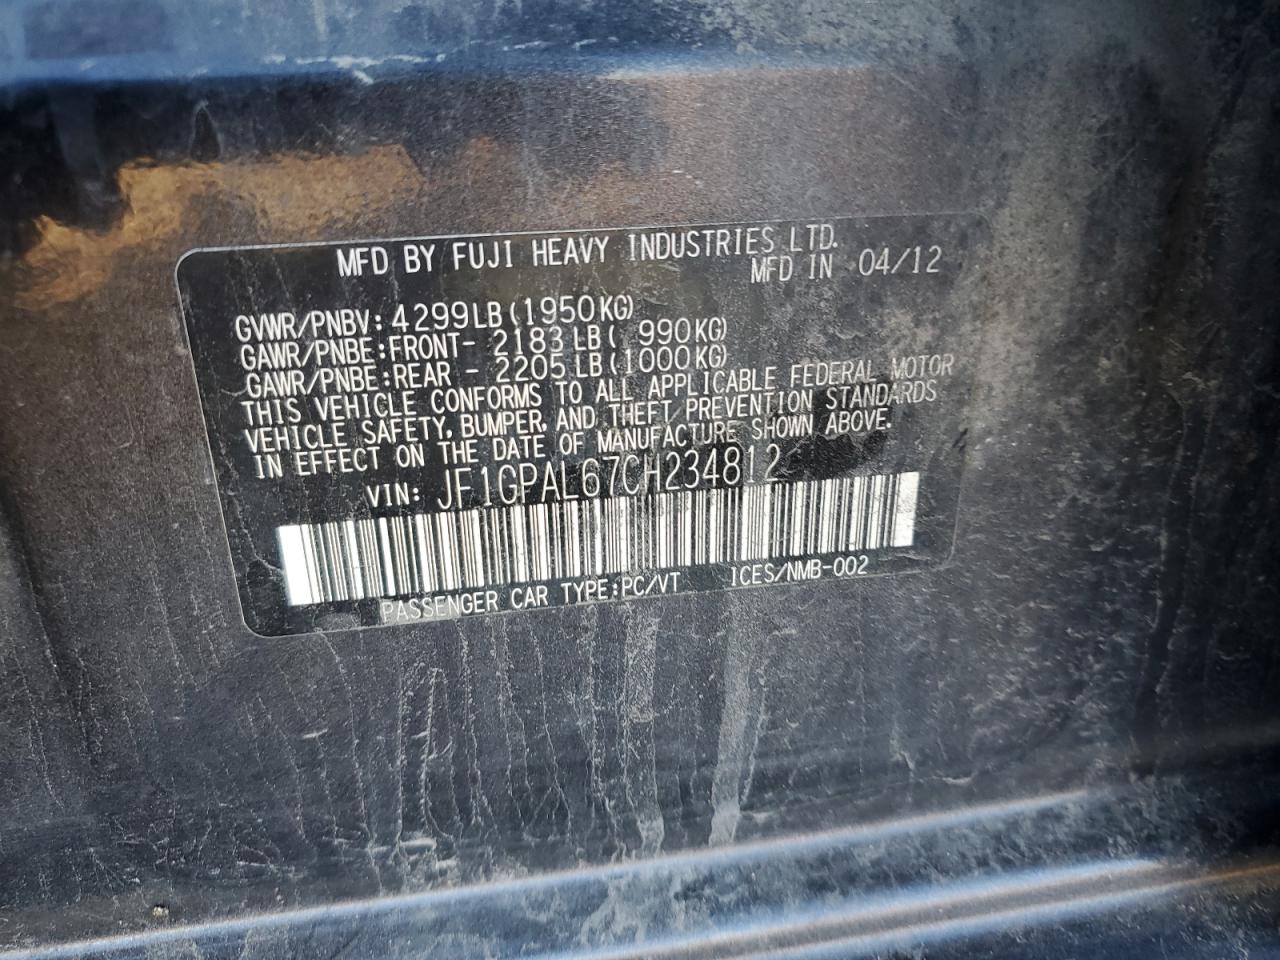 MFD BY FUJI HEAVY INDUSTRIES LTD.
MFD IN 04/12
GVWR/PNBV:4299LB(1950KG)
GAWR/PNBE:FRONT- 2183LB( 990KG)
GAWR/PNBE:REAR - 2205LB(1000KG)
THIS VEHICLE CONFORMS TO ALL APPLICABLE FEDERAL MOTOR
VEHICLE SAFETY, BUMPER, AND THEFT PREVENTION STANDARDS
IN EFFECT ON THE DATE OF MANUFACTURE SHOWN ABOVE.
VIN: JF1GPAL67CH234812
PASSENGER CAR TYPE:PC/VT ICES/NMB-002